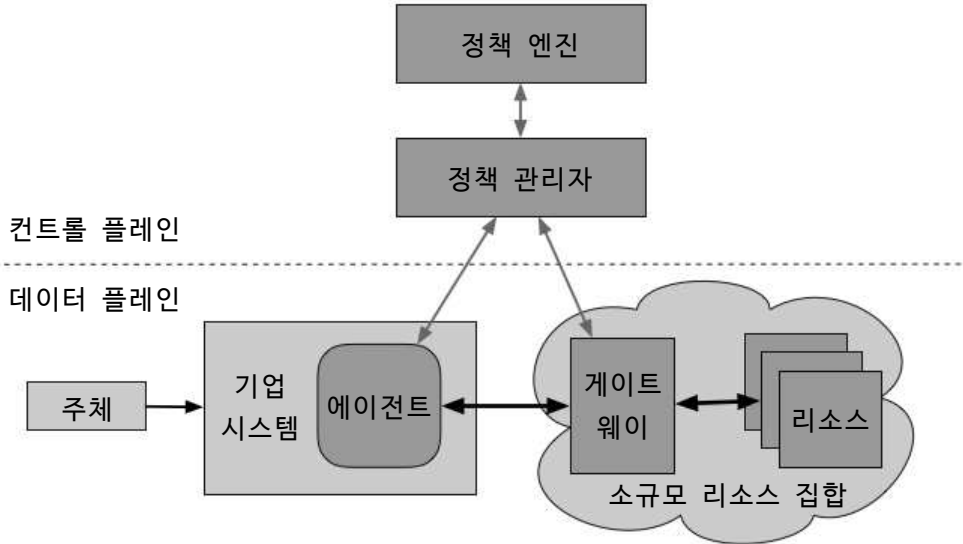 정책 엔진
정책 관리자
컨트롤 플레인
데이터 플레인
주체
기업
시스템
에이전트
게이트
웨이
리소스
소규모 리소스 집합